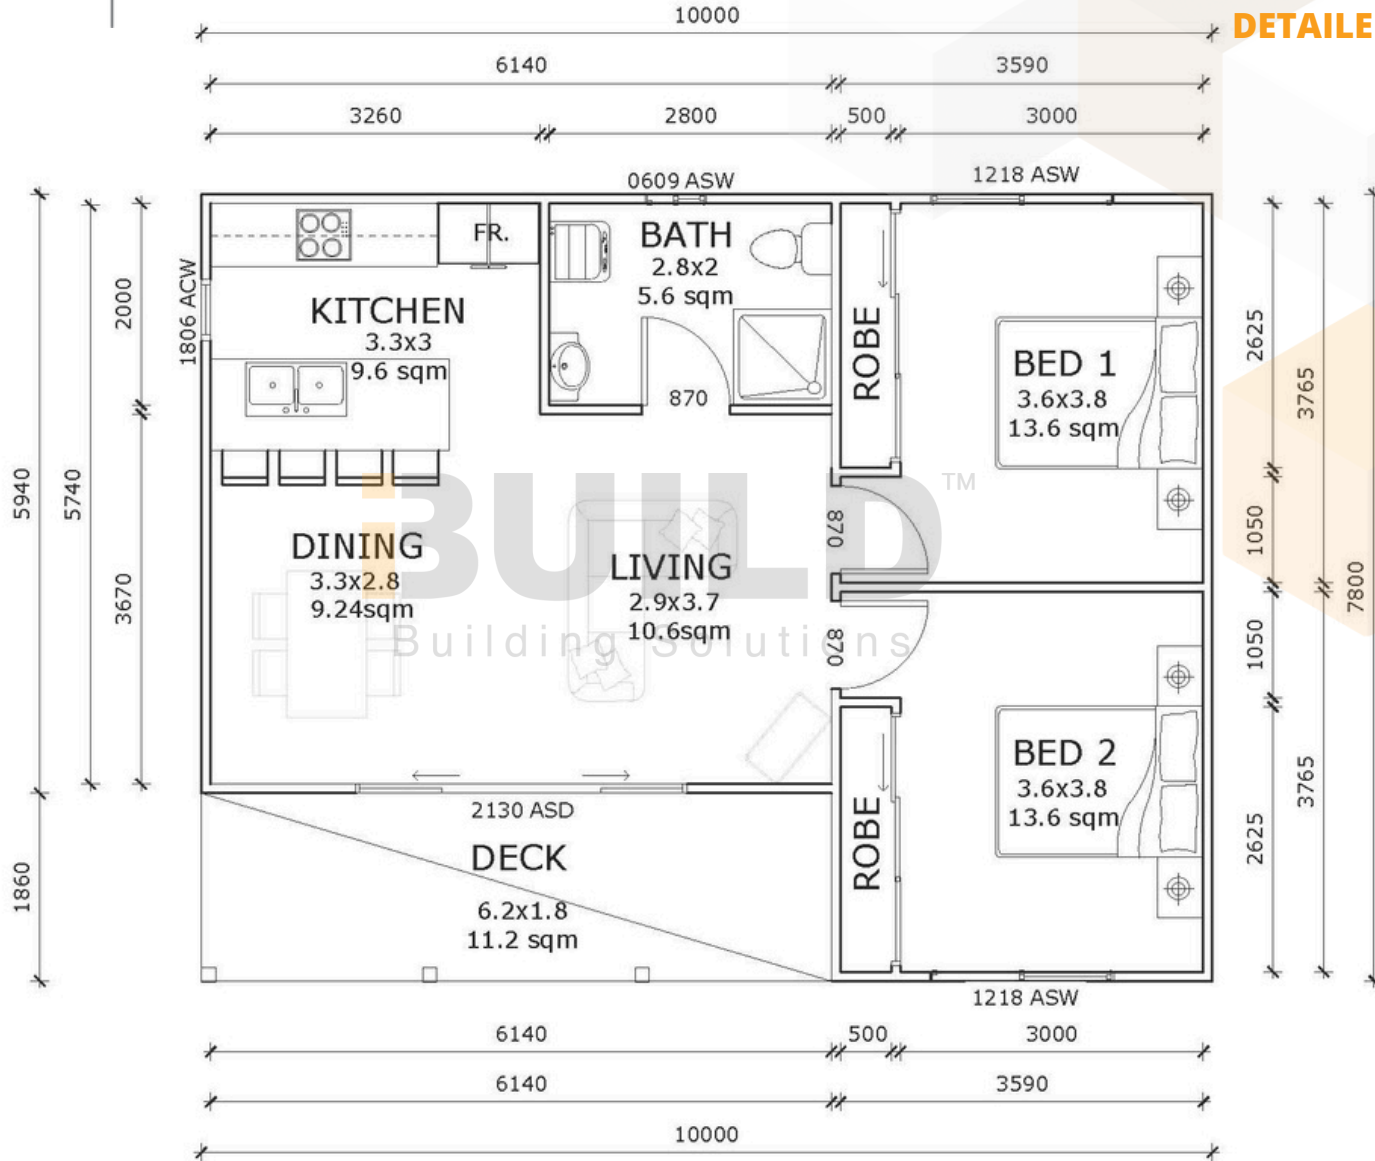 DETAILE
10000
6140
3590
3260
2800
500
3000
0609 ASW
1218 ASW
1806 ACW
FR.
BATH
2.8x2
5.6 sqm
KITCHEN
3.3x3
9.6 sqm
870
ROBE
BED 1
3.6x3.8
13.6 sqm
2000
2625
3765
5940
5740
1050
7800
iBUILD™
Building Solutions
870
DINING
3.3x2.8
9.24sqm
LIVING
2.9x3.7
10.6sqm
3670
870
1050
BED 2
3.6x3.8
13.6 sqm
ROBE
2625
3765
2130 ASD
DECK
6.2x1.8
11.2 sqm
1860
1218 ASW
6140
500
3000
6140
3590
10000